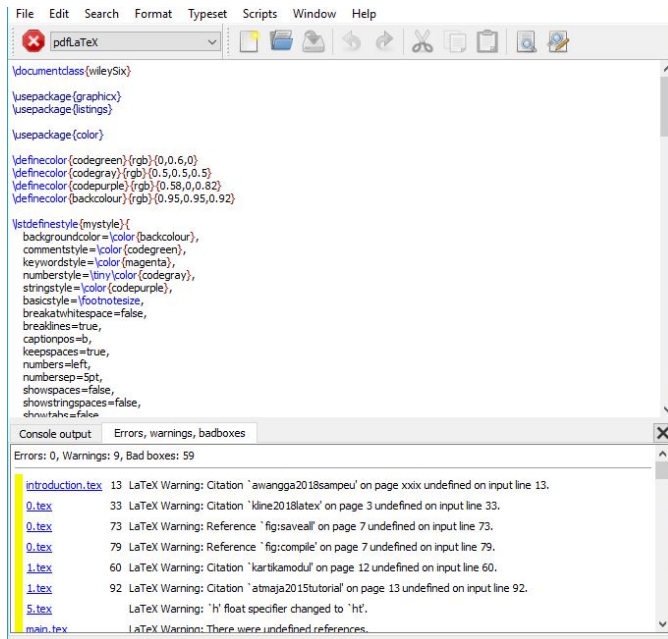 File Edit Search Format Typeset Scripts Window Help
pdfLaTeX
\documentclass{wileySix}
\usepackage{graphicx}
\usepackage{listings}
\usepackage{color}
\definecolor{codegreen}{rgb}{0,0.6,0}
\definecolor{codegray}{rgb}{0.5,0.5,0.5}
\definecolor{codepurple}{rgb}{0.58,0,0.82}
\definecolor{backcolour}{rgb}{0.95,0.95,0.92}
\lstdefinestyle{mystyle}{
backgroundcolor=\color{backcolour},
commentstyle=\color{codegreen},
keywordstyle=\color{magenta},
numberstyle=\tiny\color{codegray},
stringstyle=\color{codepurple},
basicstyle=\footnotesize,
breakatwhitespace=false,
breaklines=true,
captionpos=b,
keepspaces=true,
numbers=left,
numbersep=5pt,
showspaces=false,
showstringspaces=false,
showtabs=false
Console output Errors, warnings, badboxes
Errors: 0, Warnings: 9, Bad boxes: 59
introduction.tex 13 LaTeX Warning: Citation `awangga2018sampeu' on page xxix undefined on input line 13.
0.tex 33 LaTeX Warning: Citation `kline2018latex' on page 3 undefined on input line 33.
0.tex 73 LaTeX Warning: Reference `fig:saveall' on page 7 undefined on input line 73.
0.tex 79 LaTeX Warning: Reference `fig:compile' on page 7 undefined on input line 79.
1.tex 60 LaTeX Warning: Citation `kartikamodul' on page 12 undefined on input line 60.
1.tex 92 LaTeX Warning: Citation `atmaja2015tutorial' on page 13 undefined on input line 92.
5.tex LaTeX Warning: `h' float specifier changed to `ht'.
main.tex LaTeX Warning: There were undefined references.